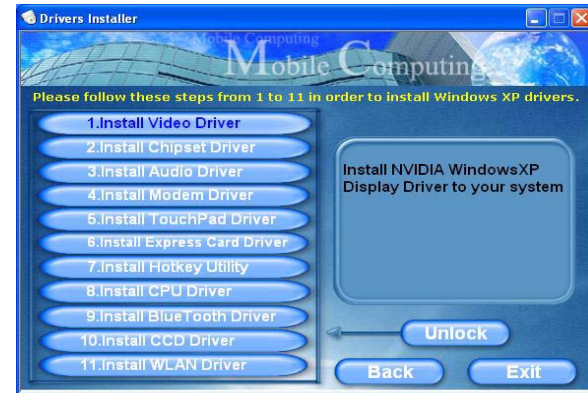 Drivers Installer
Mobile Computing
Mobile Computing
Please follow these steps from 1 to 11 in order to install Windows XP drivers.
1.Install Video Driver
2.Install Chipset Driver
3.Install Audio Driver
4.Install Modem Driver
5.Install TouchPad Driver
6.Install Express Card Driver
7.Install Hotkey Utility
8.Install CPU Driver
9.Install BlueTooth Driver
10.Install CCD Driver
11.Install WLAN Driver
Install NVIDIA WindowsXP
Display Driver to your system
Unlock
Back
Exit